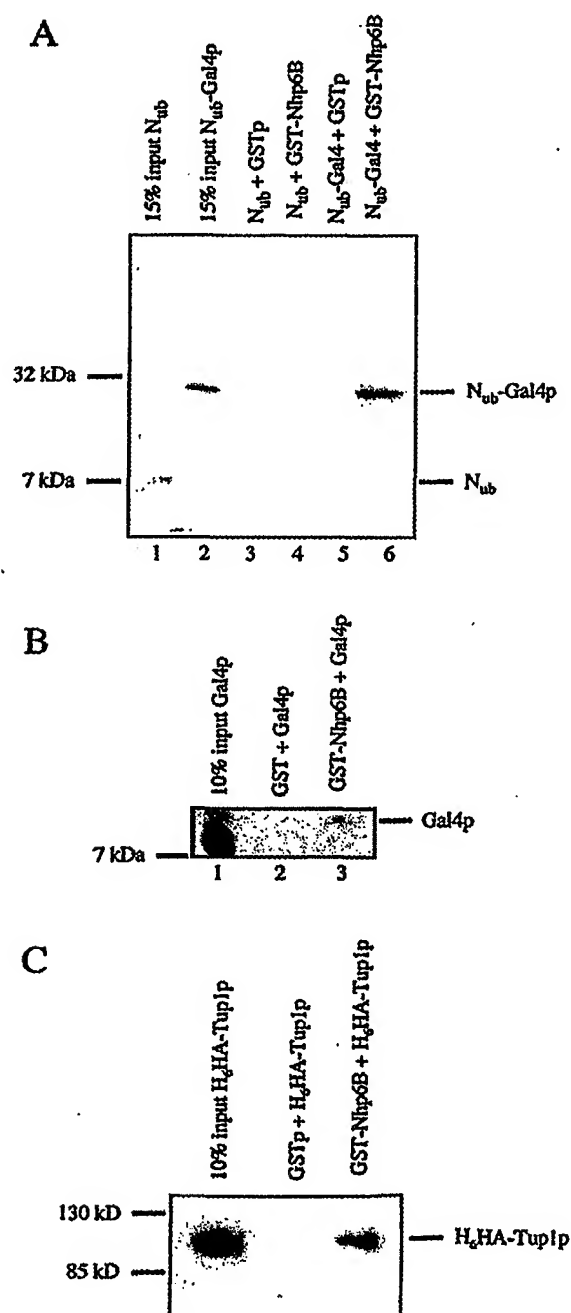 A
15% input Nub
15% input Nub-Gal4p
Nub + GSTp
Nub + GST-Nhp6B
Nub-Gal4 + GSTp
Nub-Gal4 + GST-Nhp6B
32 kDa
Nub-Gal4p
7 kDa
Nub
1 2 3 4 5 6
B
10% input Gal4p
GST + Gal4p
GST-Nhp6B + Gal4p
Gal4p
7 kDa
1 2 3
C
10% input H6HA-Tup1p
GSTp + H6HA-Tup1p
GST-Nhp6B + H6HA-Tup1p
130 kD
H6HA-Tup1p
85 kD